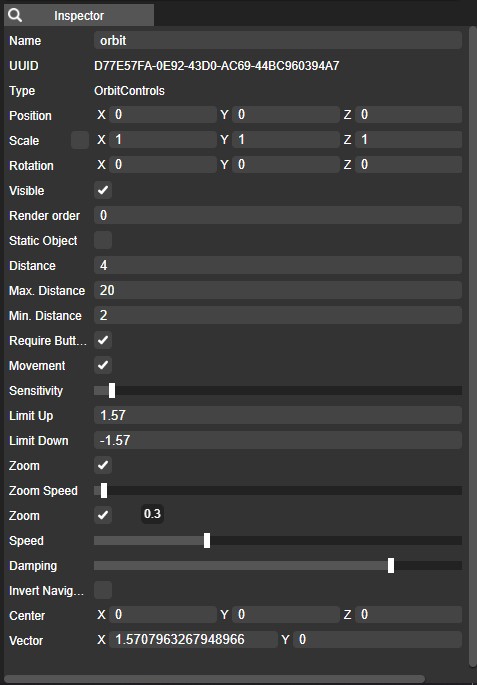 Inspector
Name orbit
UUID D77E57FA-0E92-43D0-AC69-44BC960394A7
Type OrbitControls
Position X 0 Y 0 Z 0
Scale X 1 Y 1 Z 1
Rotation X 0 Y 0 Z 0
Visible
Render order 0
Static Object
Distance 4
Max. Distance 20
Min. Distance 2
Require Butt...
Movement
Sensitivity
Limit Up 1.57
Limit Down -1.57
Zoom
Zoom Speed
Zoom 0.3
Speed
Damping
Invert Navig...
Center X 0 Y 0 Z 0
Vector X 1.5707963267948966 Y 0